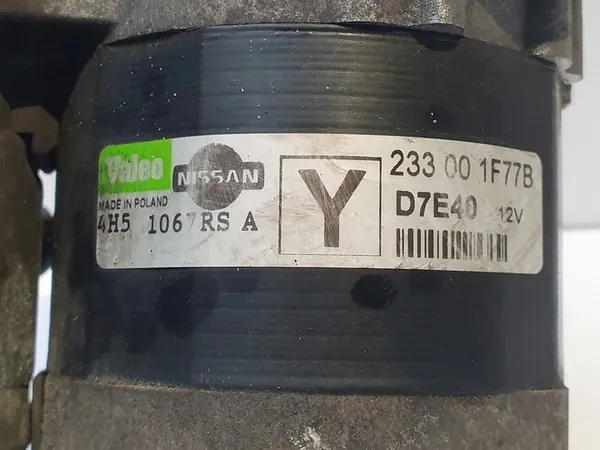 Valeo
NISSAN
MADE IN POLAND
4H5 1067RS A
Y
233 00 1F77B
D7E40 12V